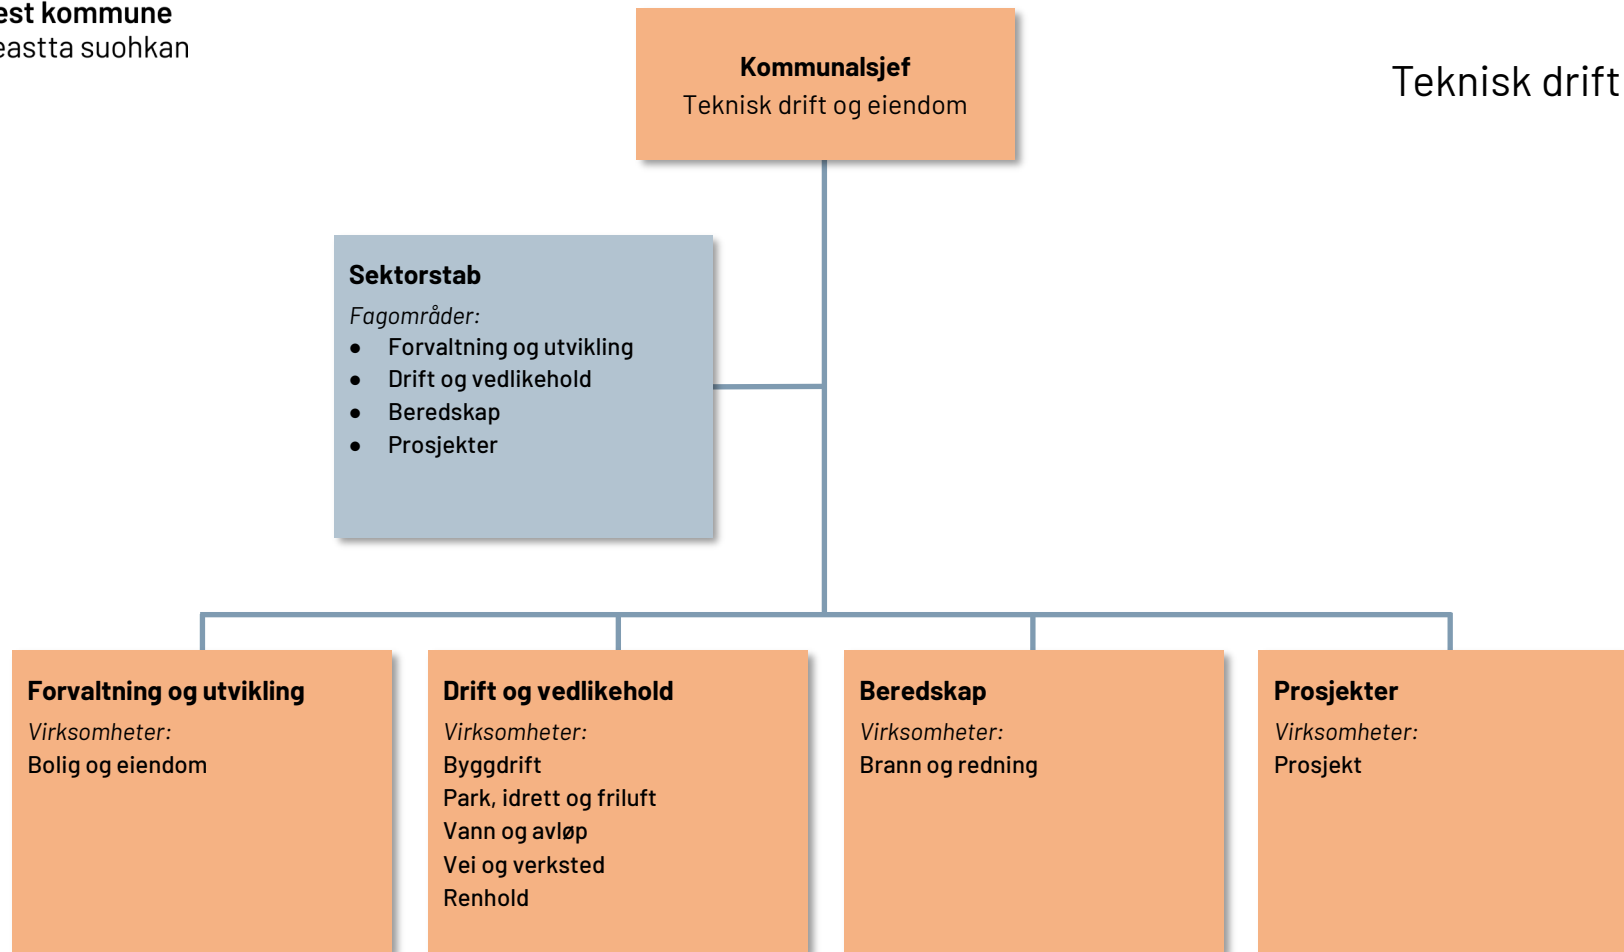 est kommune
eastta suohkan
Teknisk drift
Kommunalsjef
Teknisk drift og eiendom
Sektorstab
Fagområder:
● Forvaltning og utvikling
● Drift og vedlikehold
● Beredskap
● Prosjekter
Forvaltning og utvikling
Virksomheter:
Bolig og eiendom
Drift og vedlikehold
Virksomheter:
Byggdrift
Park, idrett og friluft
Vann og avløp
Vei og verksted
Renhold
Beredskap
Virksomheter:
Brann og redning
Prosjekter
Virksomheter:
Prosjekt